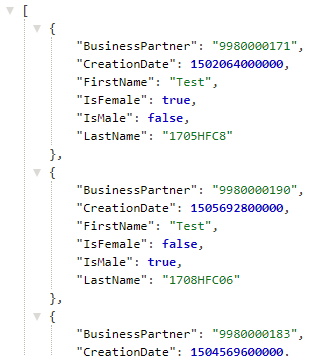 [
{
"BusinessPartner": "9980000171",
"CreationDate": 1502064000000,
"FirstName": "Test",
"IsFemale": true,
"IsMale": false,
"LastName": "1705HFC8"
},
{
"BusinessPartner": "9980000190",
"CreationDate": 1505692800000,
"FirstName": "Test",
"IsFemale": false,
"IsMale": true,
"LastName": "1708HFC06"
},
{
"BusinessPartner": "9980000183",
"CreationDate": 1504569600000,